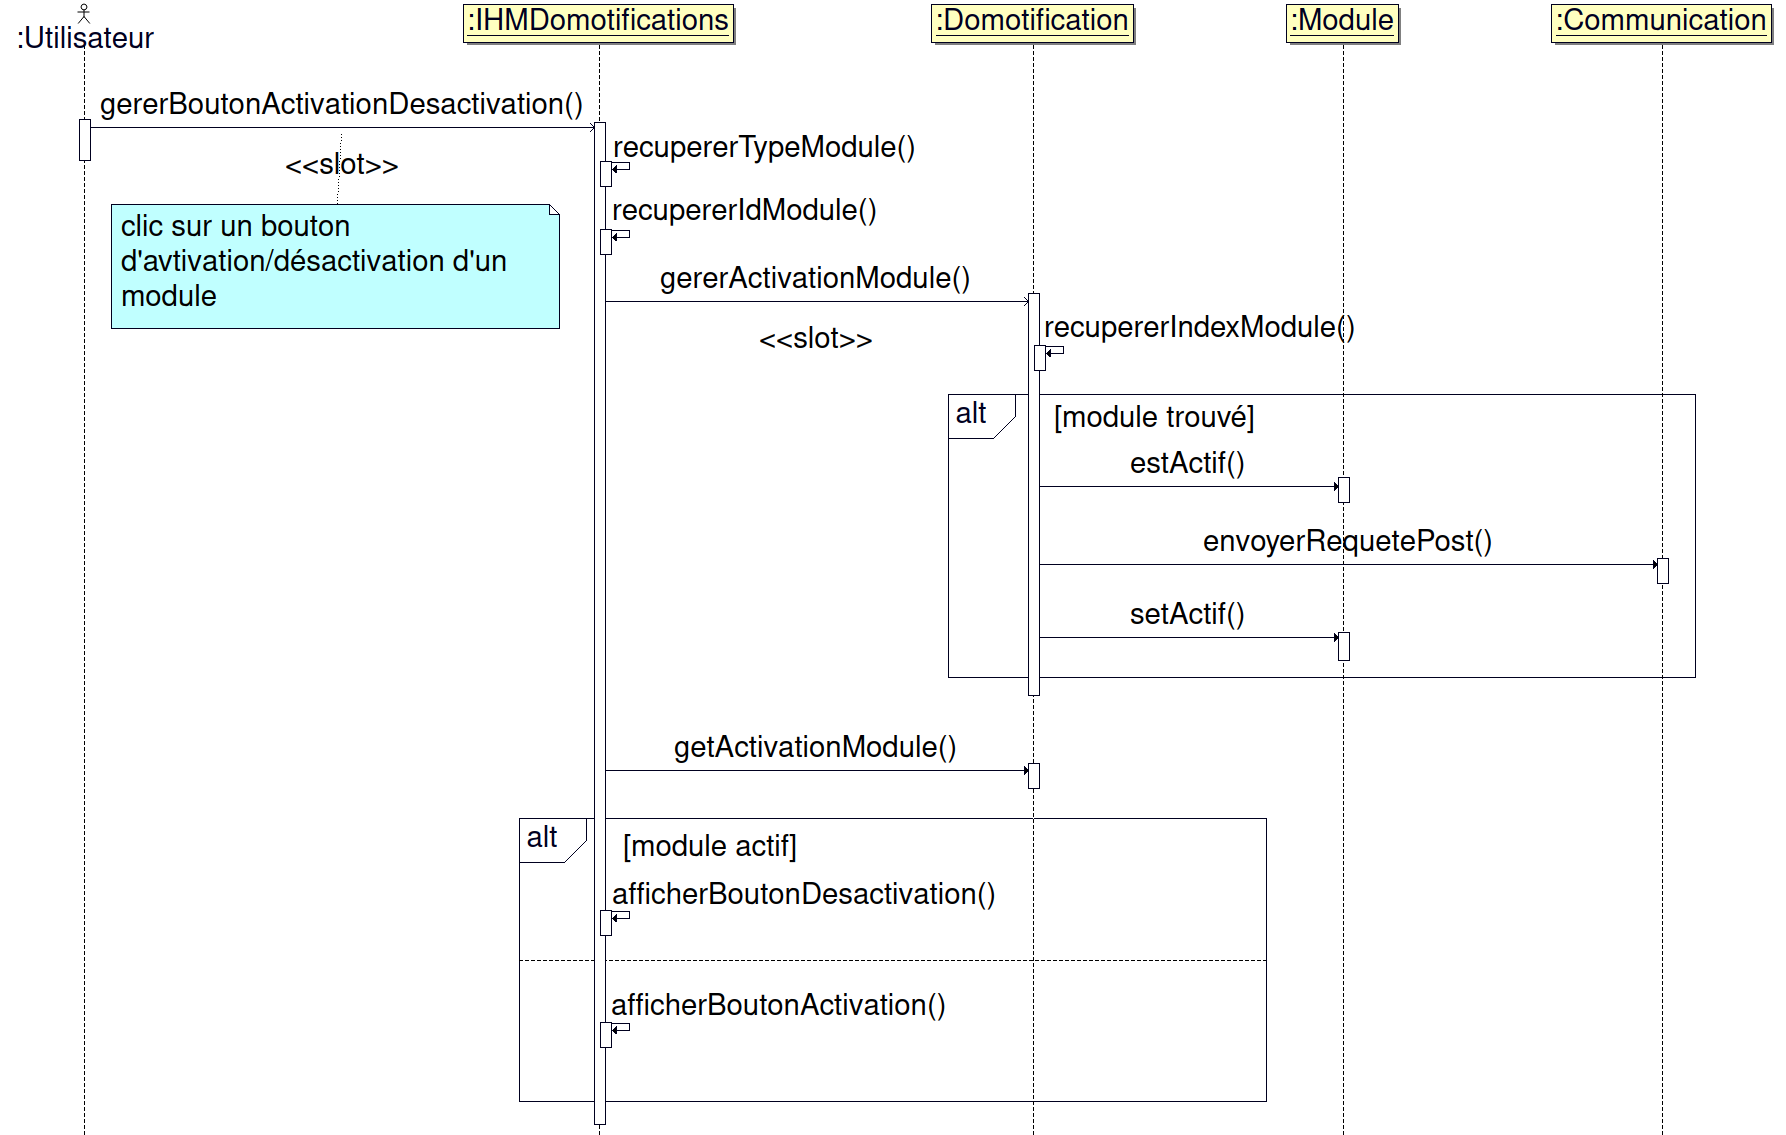 :Utilisateur
:IHMDomotifications
:Domotification
:Module
:Communication
gererBoutonActivationDesactivation()
<<slot>>
clic sur un bouton
d'avtivation/désactivation d'un
module
recupererTypeModule()
recupererIdModule()
gererActivationModule()
<<slot>>
recupererIndexModule()
alt
[module trouvé]
estActif()
envoyerRequetePost()
setActif()
getActivationModule()
alt
[module actif]
afficherBoutonDesactivation()
afficherBoutonActivation()